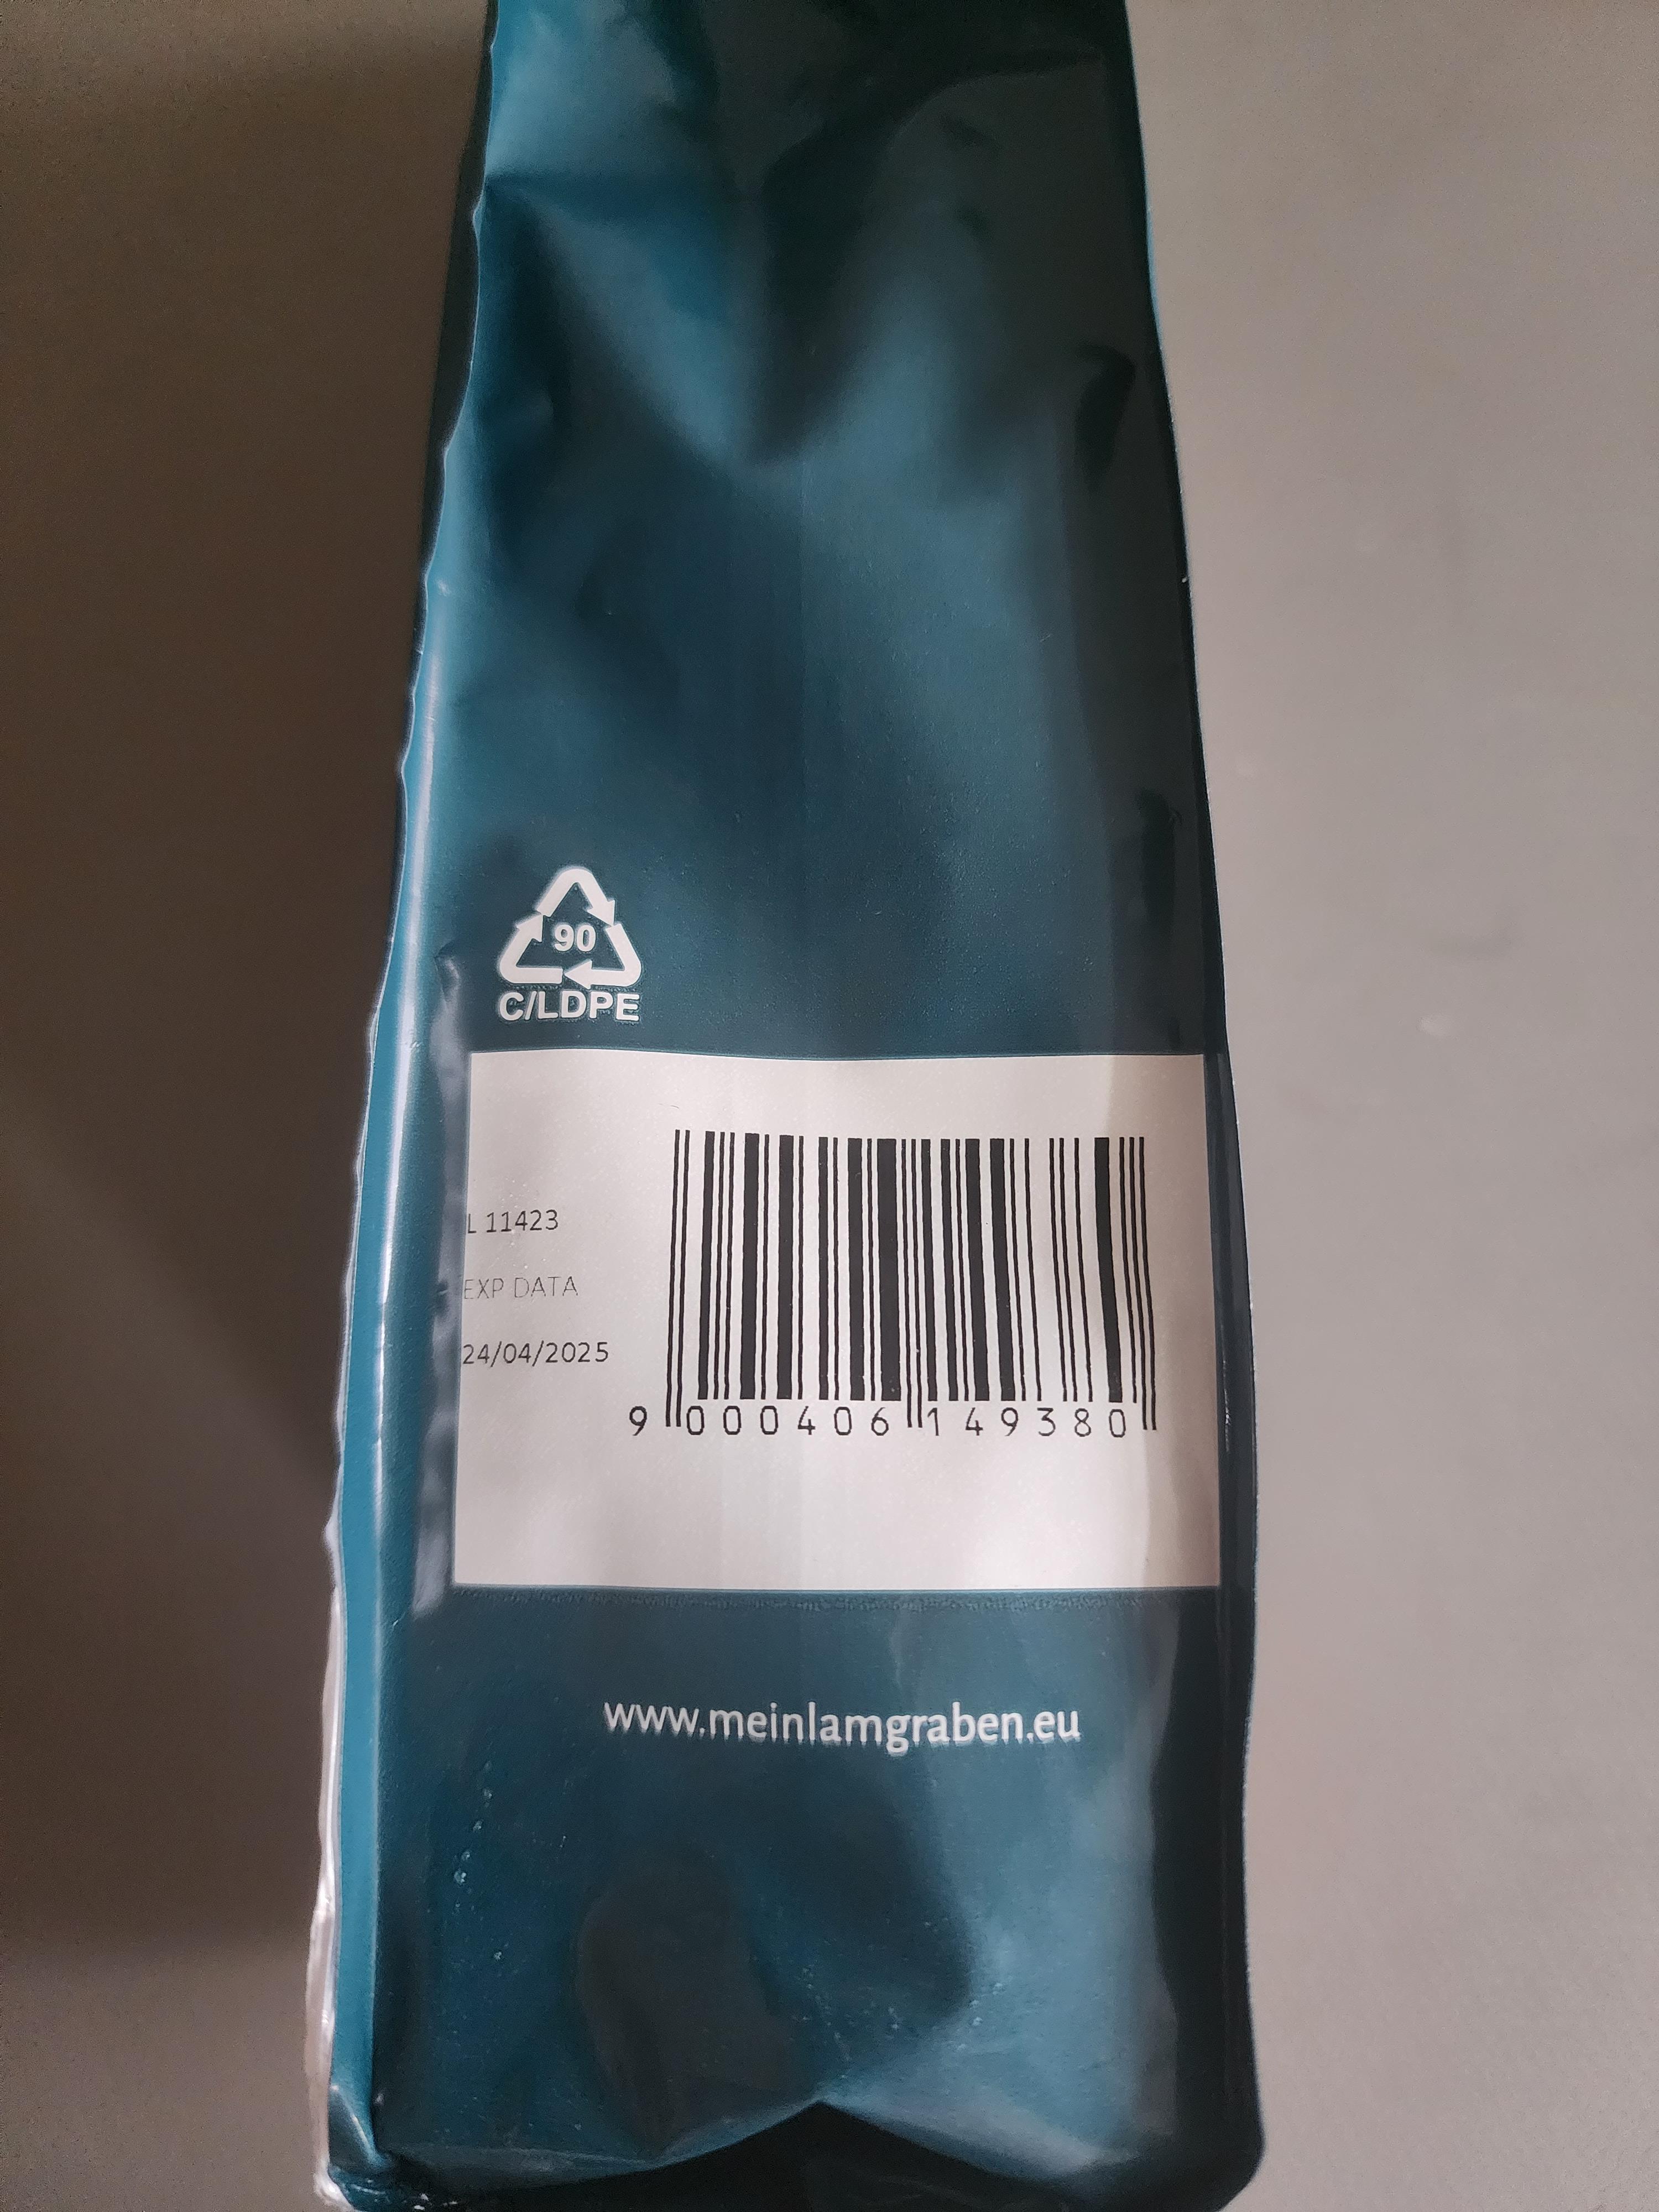 90
C/LDPE
L 11423
EXP DATA
24/04/2025
9 000406 149380
www.meinlamgraben.eu